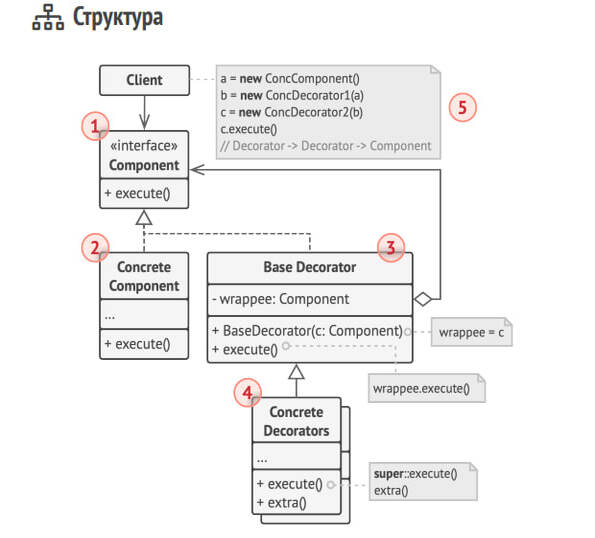 Структура
Client
a = new ConcComponent()
b = new ConcDecorator1(a)
c = new ConcDecorator2(b)
c.execute()
// Decorator -> Decorator -> Component
5
1
«interface»
Component
+ execute()
2
Concrete
Component
...
+ execute()
3
Base Decorator
- wrappee: Component
+ BaseDecorator(c: Component)
+ execute()
wrappee = c
wrappee.execute()
4
Concrete
Decorators
...
+ execute()
+ extra()
super::execute()
extra()